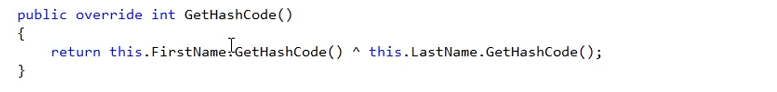 public override int GetHashCode()
{
return this.FirstName.GetHashCode() ^ this.LastName.GetHashCode();
}